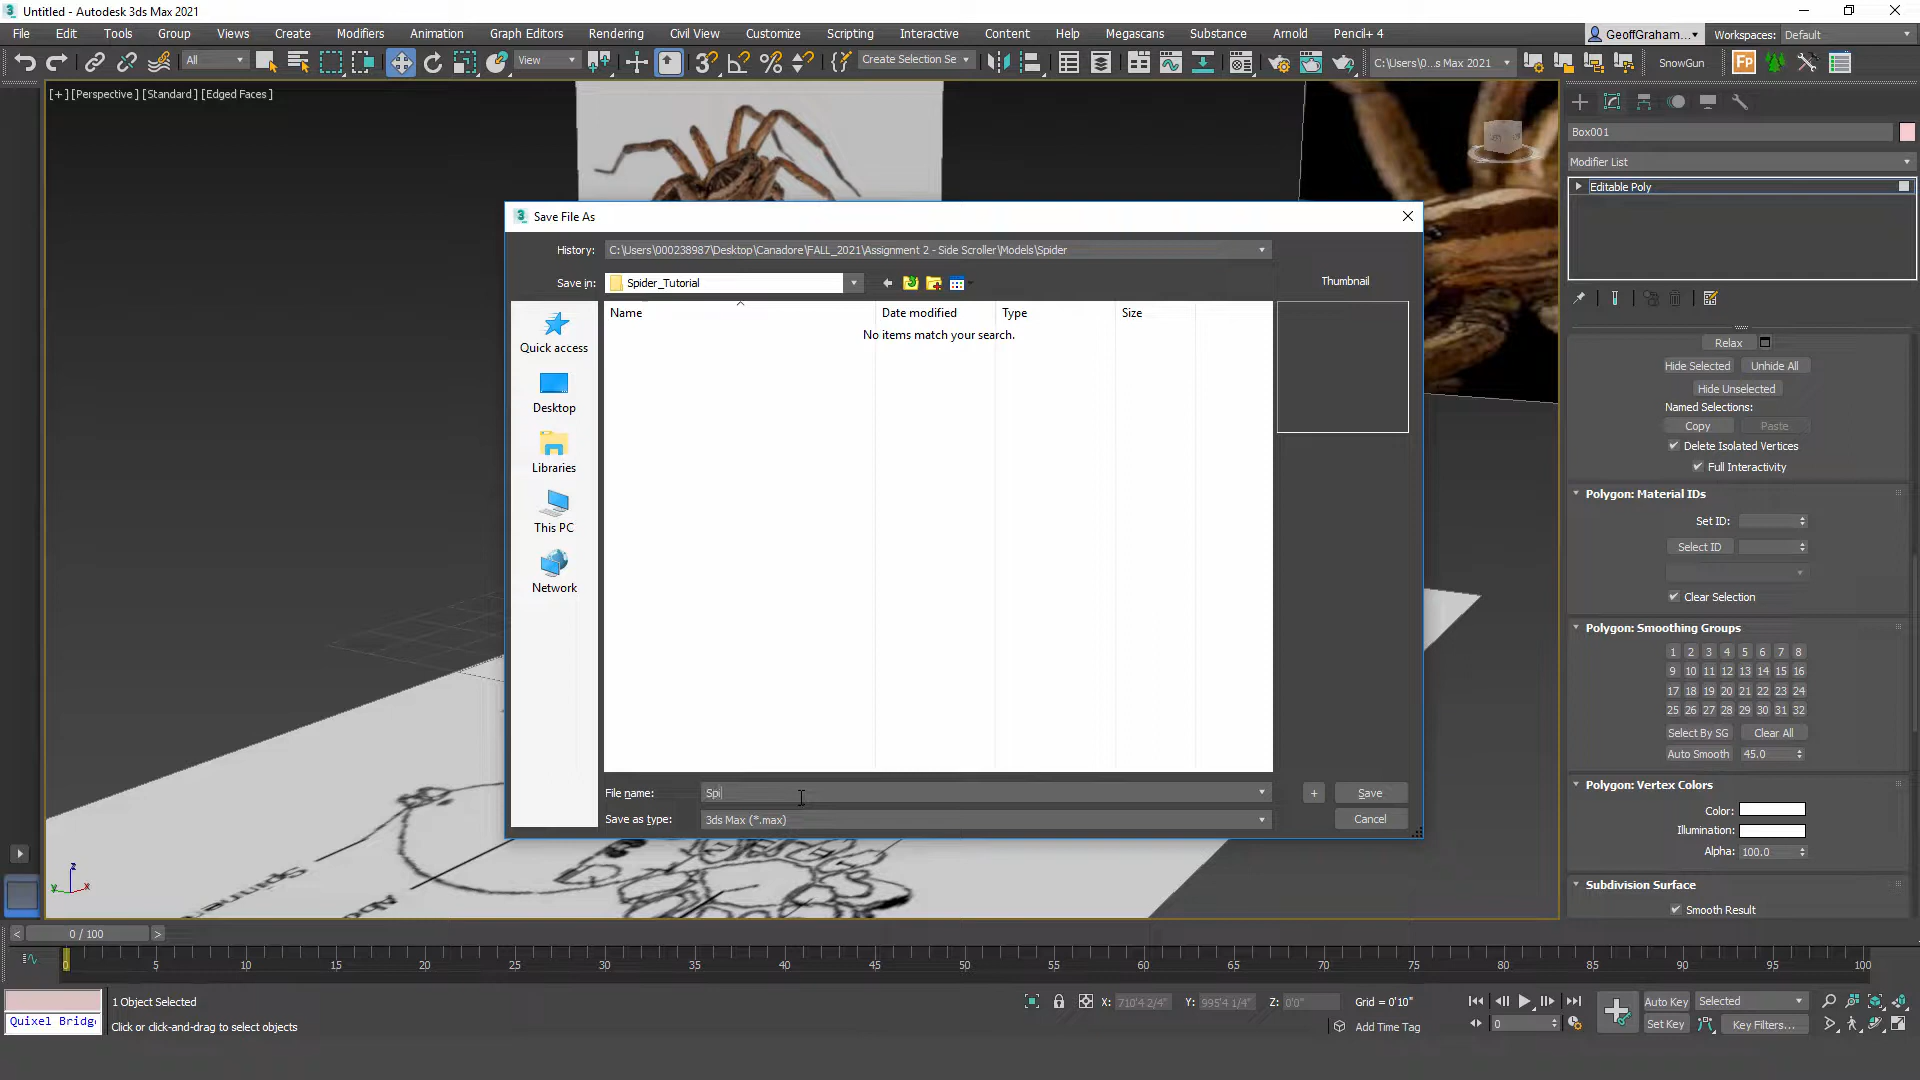 Untitled - Autodesk 3ds Max 2021
File Edit Tools Group Views Create Modifiers Animation Graph Editors Rendering Civil View Customize Scripting Interactive Content Help Megascans Substance Arnold Pencil+ 4 GeoffGraham... Workspaces: Default
All View Create Selection Se C:\Users\0...s Max 2021 SnowGun
[+] [Perspective] [Standard] [Edged Faces]
Box001
Modifier List
Editable Poly
Save File As
History: C:\Users\000238987\Desktop\Canadore\FALL_2021\Assignment 2 - Side Scroller\Models\Spider
Save in: Spider_Tutorial
Thumbnail
Name Date modified Type Size
No items match your search.
Quick access
Desktop
Libraries
This PC
Network
File name: Spi
+ Save
Save as type: 3ds Max (*.max)
Cancel
Relax
Hide Selected Unhide All
Hide Unselected
Named Selections:
Copy Paste
Delete Isolated Vertices
Full Interactivity
Polygon: Material IDs
Set ID:
Select ID
Clear Selection
Polygon: Smoothing Groups
1 2 3 4 5 6 7 8
9 10 11 12 13 14 15 16
17 18 19 20 21 22 23 24
25 26 27 28 29 30 31 32
Select By SG Clear All
Auto Smooth 45.0
Polygon: Vertex Colors
Color:
Illumination:
Alpha: 100.0
Subdivision Surface
Smooth Result
z
y x
< 0 / 100 >
0 5 10 15 20 25 30 35 40 45 50 55 60 65 70 75 80 85 90 95 100
1 Object Selected
X: 710'4 2/4" Y: 995'4 1/4" Z: 0'0" Grid = 0'10"
Auto Key Selected
Quixel Bridg
Click or click-and-drag to select objects
Add Time Tag
0
Set Key Key Filters...